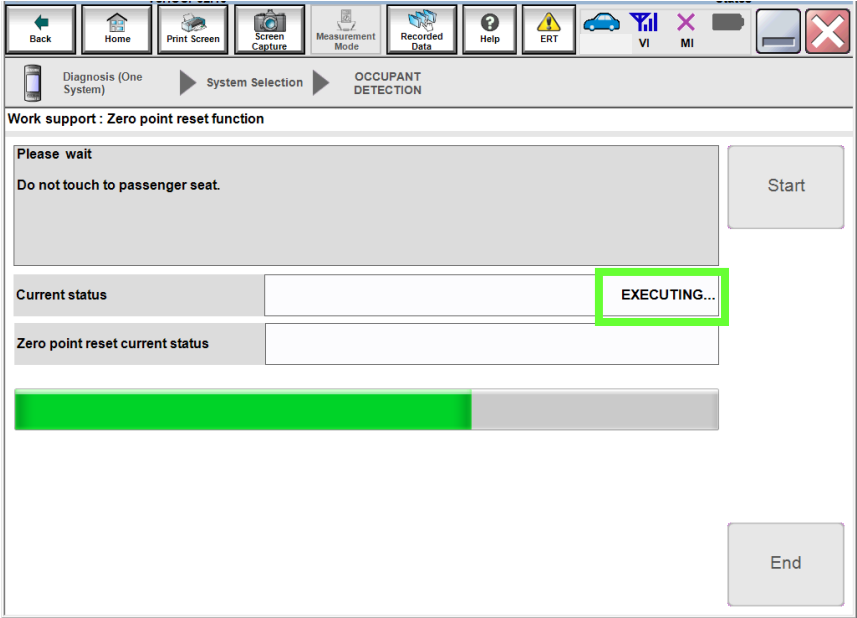 Status
Back
Home
Print Screen
Screen
Capture
Measurement
Mode
Recorded
Data
Help
ERT
VI
MI
Diagnosis (One
System)
System Selection
OCCUPANT
DETECTION
Work support : Zero point reset function
Please wait
Do not touch to passenger seat.
Start
Current status
EXECUTING...
Zero point reset current status
End